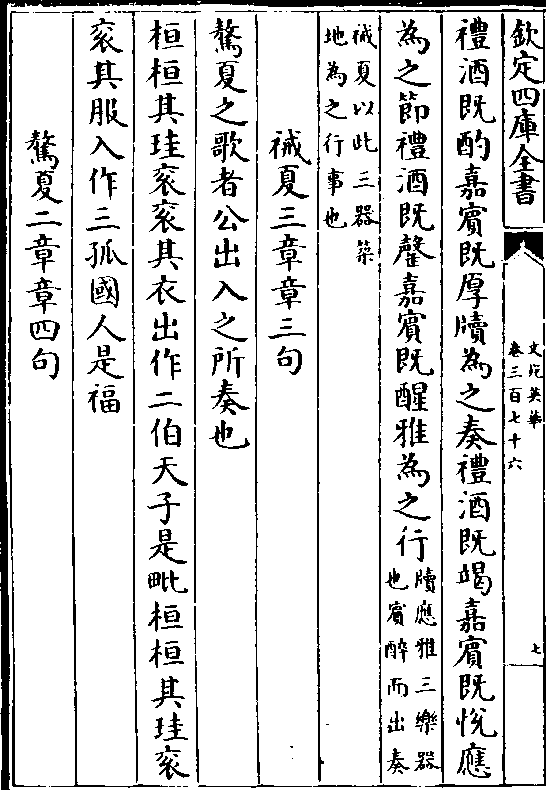 欽定四庫全書
文苑英華
卷三百七十六
七
禮酒既酌嘉賓既厚牘為之奏禮酒既竭嘉賓既悅應
為之節禮酒既罄嘉賓既醒雅為之行
牘應雅三樂器
也賓醉而出奏
祴夏以此三器築
地為之行事也
祴夏三章章三句
驁夏之歌者公出入之所奏也
桓桓其珪衮衮其衣出作二伯天子是毗桓桓其珪衮
衮其服入作三孤國人是福
驁夏二章章四句